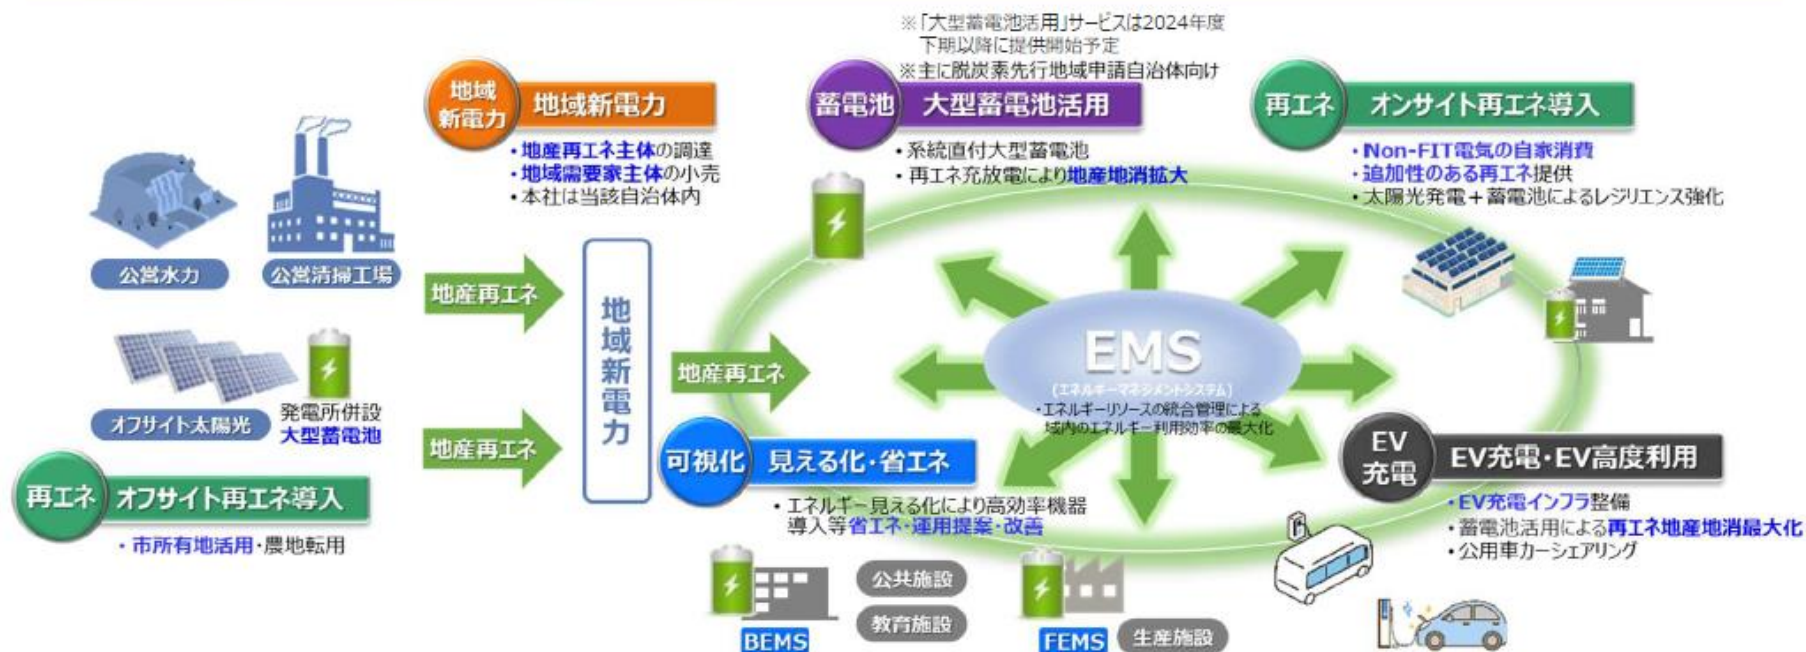 ※「大型蓄電池活用」サービスは2024年度
下期以降に提供開始予定
※主に脱炭素先行地域申請自治体向け
地域
新電力
地域新電力
・地産再エネ主体の調達
・地域需要家主体の小売
・本社は当該自治体内
蓄電池
大型蓄電池活用
・系統直付大型蓄電池
・再エネ充放電により地産地消拡大
再エネ
オンサイト再エネ導入
・Non-FIT電気の自家消費
・追加性のある再エネ提供
・太陽光発電+蓄電池によるレジリエンス強化
公営水力
公営清掃工場
オフサイト太陽光
発電所併設
大型蓄電池
再エネ
オフサイト再エネ導入
・市所有地活用・農地転用
地産再エネ
地産再エネ
地域新電力
地産再エネ
EMS
(エネルギーマネジメントシステム)
・エネルギーリソースの統合管理による
域内のエネルギー利用効率の最大化
可視化
見える化・省エネ
・エネルギー見える化により高効率機器
導入等省エネ・運用提案・改善
BEMS
公共施設
教育施設
FEMS
生産施設
EV
充電
EV充電・EV高度利用
・EV充電インフラ整備
・蓄電池活用による再エネ地産地消最大化
・公用車カーシェアリング